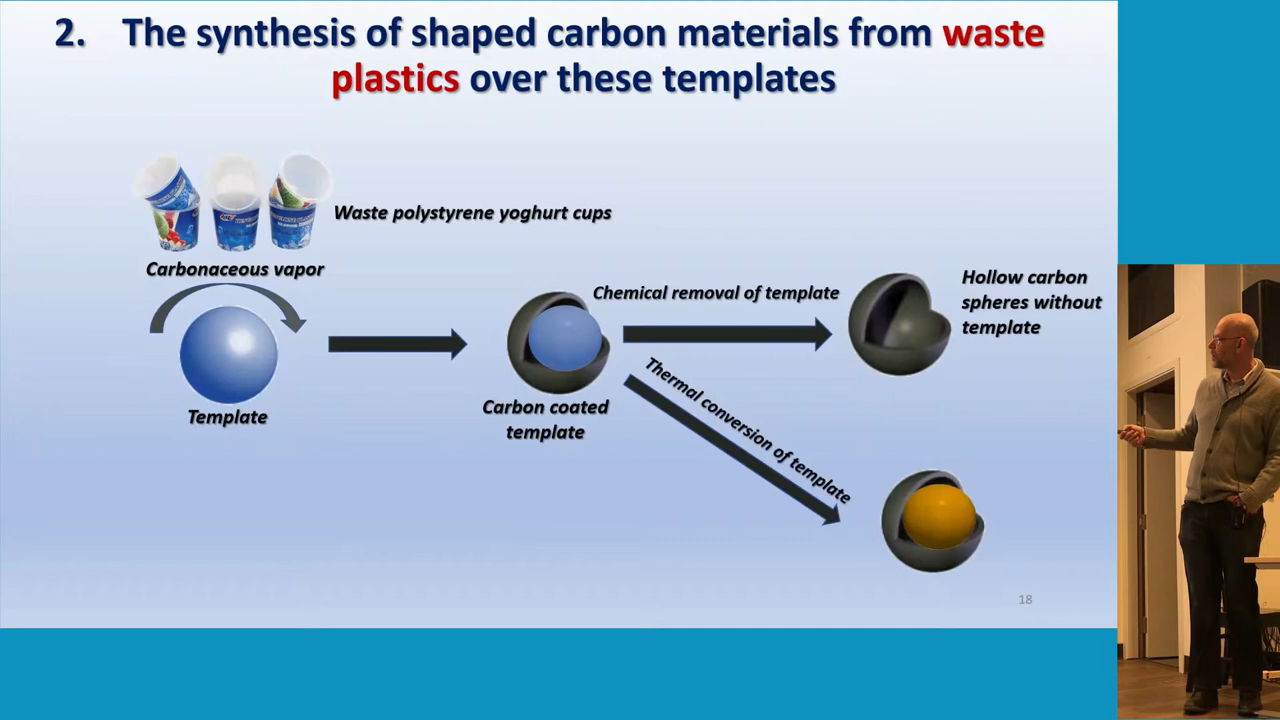 2. The synthesis of shaped carbon materials from waste
plastics over these templates
Waste polystyrene yoghurt cups
Carbonaceous vapor
Template
Carbon coated
template
Chemical removal of template
Thermal conversion of template
Hollow carbon
spheres without
template
18